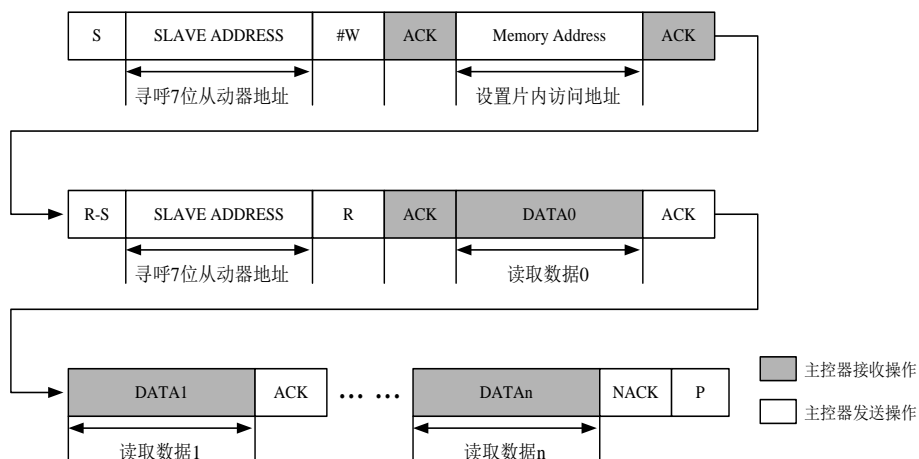 S SLAVE ADDRESS #W ACK Memory Address ACK
寻呼7位从动器地址 设置片内访问地址
R-S SLAVE ADDRESS R ACK DATA0 ACK
寻呼7位从动器地址 读取数据0
主控器接收操作
DATA1 ACK … … DATAn NACK P
主控器发送操作
读取数据1 读取数据n